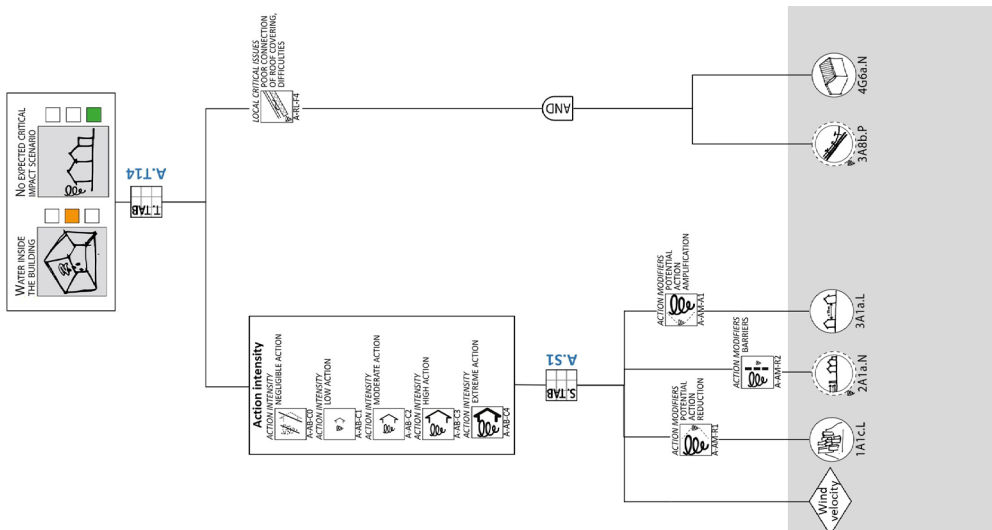 WATER INSIDE
THE BUILDING
NO EXPECTED CRITICAL
IMPACT SCENARIO
T. TAB
A.T14
LOCAL CRITICAL ISSUES
POOR CONNECTION
OF ROOF COVERING,
DIFFICULTIES
A-RL-F4
AND
4G6a.N
3A8b.P
Action intensity
ACTION INTENSITY
NEGLIGIBLE ACTION
A-AB-C0
ACTION INTENSITY
LOW ACTION
A-AB-C1
ACTION INTENSITY
MODERATE ACTION
A-AB-C2
ACTION INTENSITY
HIGH ACTION
A-AB-C3
ACTION INTENSITY
EXTREME ACTION
A-AB-C4
S.TAB
A.S1
ACTION MODIFIERS
POTENTIAL
ACTION
AMPLIFICATION
A-AM-A1
ACTION MODIFIERS
BARRIERS
A-AM-R2
ACTION MODIFIERS
POTENTIAL
ACTION
REDUCTION
A-AM-R1
3A1a.L
2A1a.N
1A1c.L
Wind
velocity